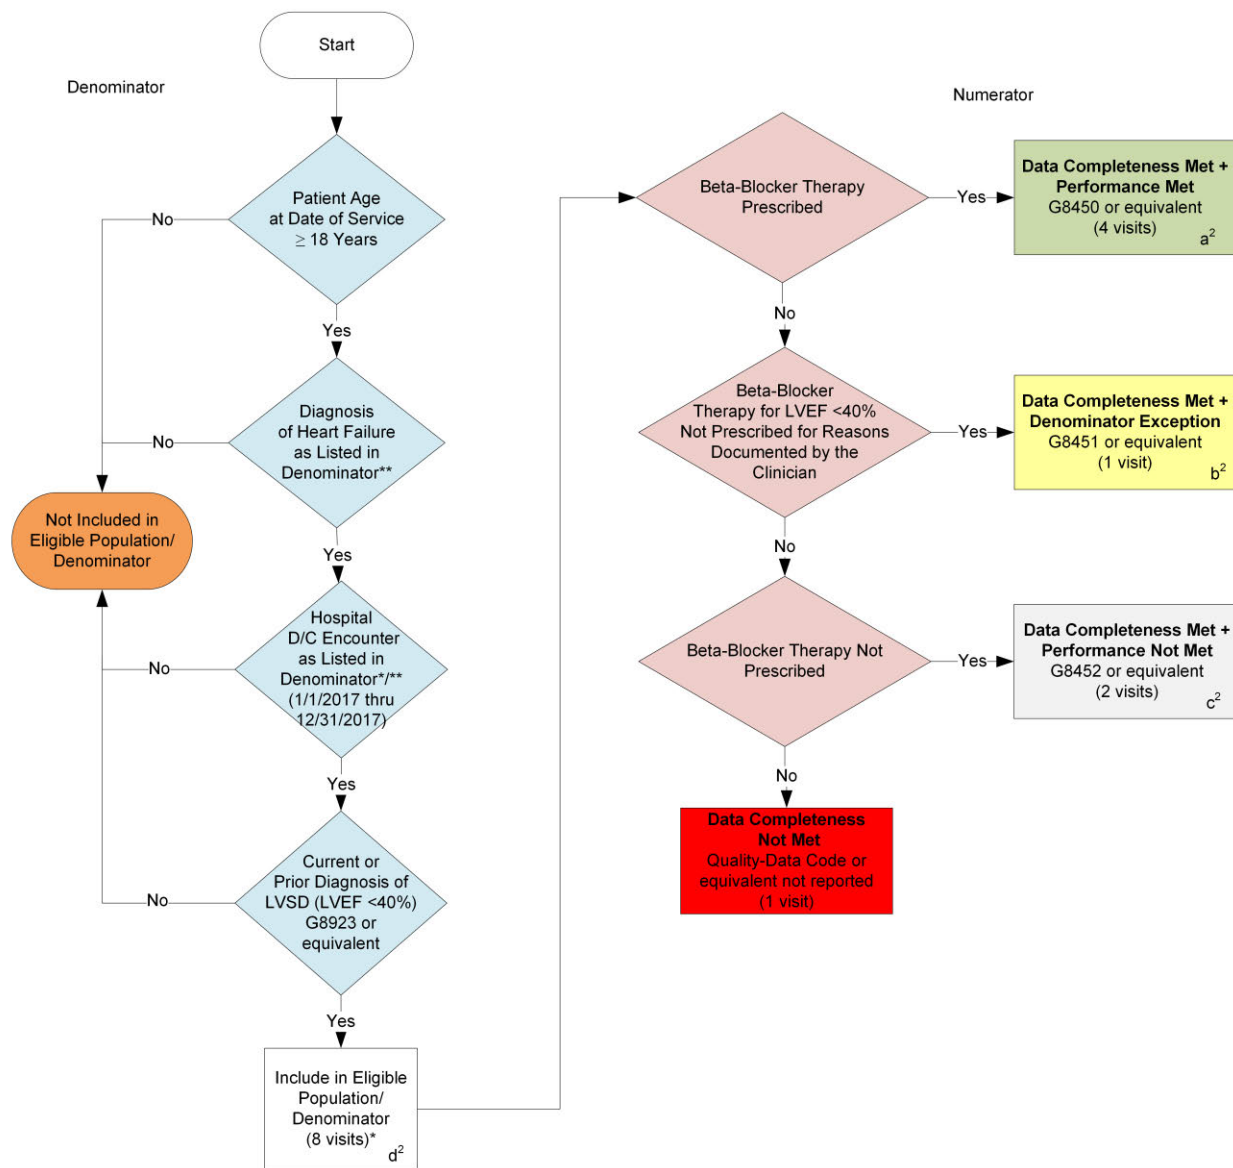 Start
Denominator
Patient Age
at Date of Service
≥ 18 Years
No
Yes
Diagnosis
of Heart Failure
as Listed in
Denominator**
No
Yes
Not Included in
Eligible Population/
Denominator
Hospital
D/C Encounter
as Listed in
Denominator*/**
(1/1/2017 thru
12/31/2017)
No
Yes
Current or
Prior Diagnosis of
LVSD (LVEF <40%)
G8923 or
equivalent
No
Yes
Include in Eligible
Population/
Denominator
(8 visits)*
d²
Numerator
Beta-Blocker Therapy
Prescribed
Yes
Data Completeness Met +
Performance Met
G8450 or equivalent
(4 visits)
a²
No
Beta-Blocker
Therapy for LVEF <40%
Not Prescribed for Reasons
Documented by the
Clinician
Yes
Data Completeness Met +
Denominator Exception
G8451 or equivalent
(1 visit)
b²
No
Beta-Blocker Therapy Not
Prescribed
Yes
Data Completeness Met +
Performance Not Met
G8452 or equivalent
(2 visits)
c²
No
Data Completeness
Not Met
Quality-Data Code or
equivalent not reported
(1 visit)